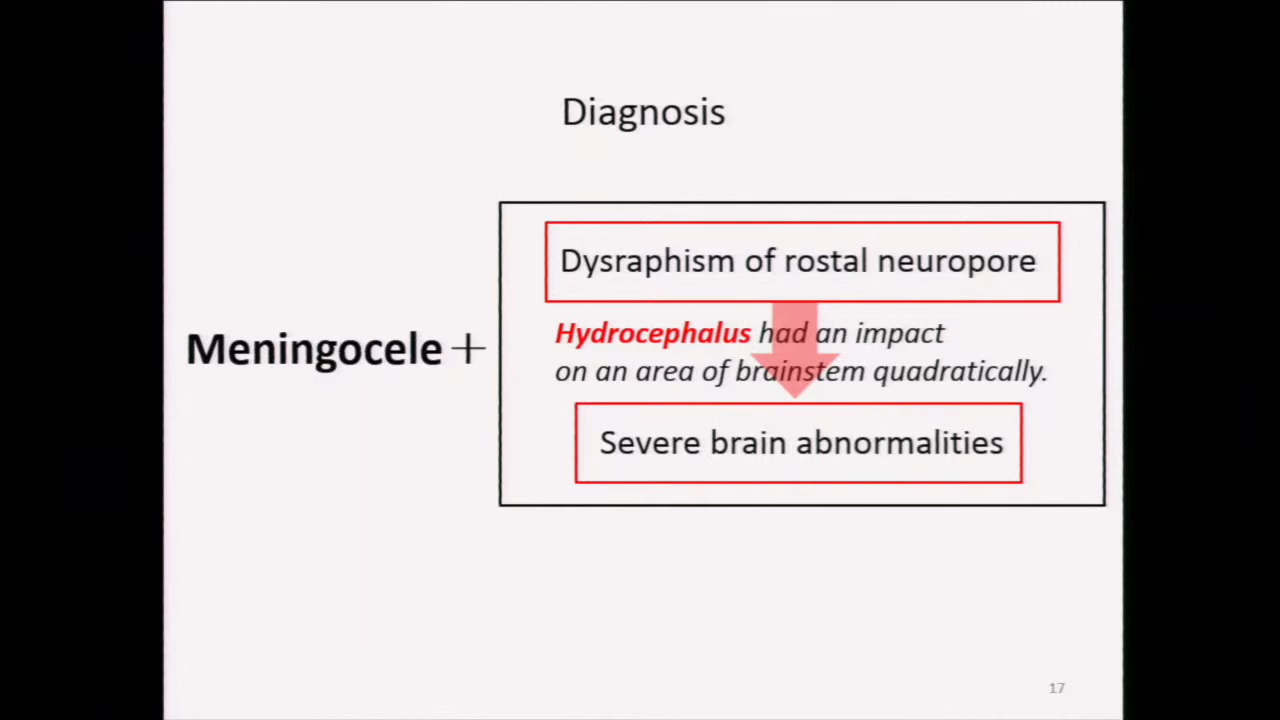 Diagnosis
Dysraphism of rostal neuropore
Hydrocephalus had an impact
on an area of brainstem quadratically.
Meningocele+
Severe brain abnormalities
17